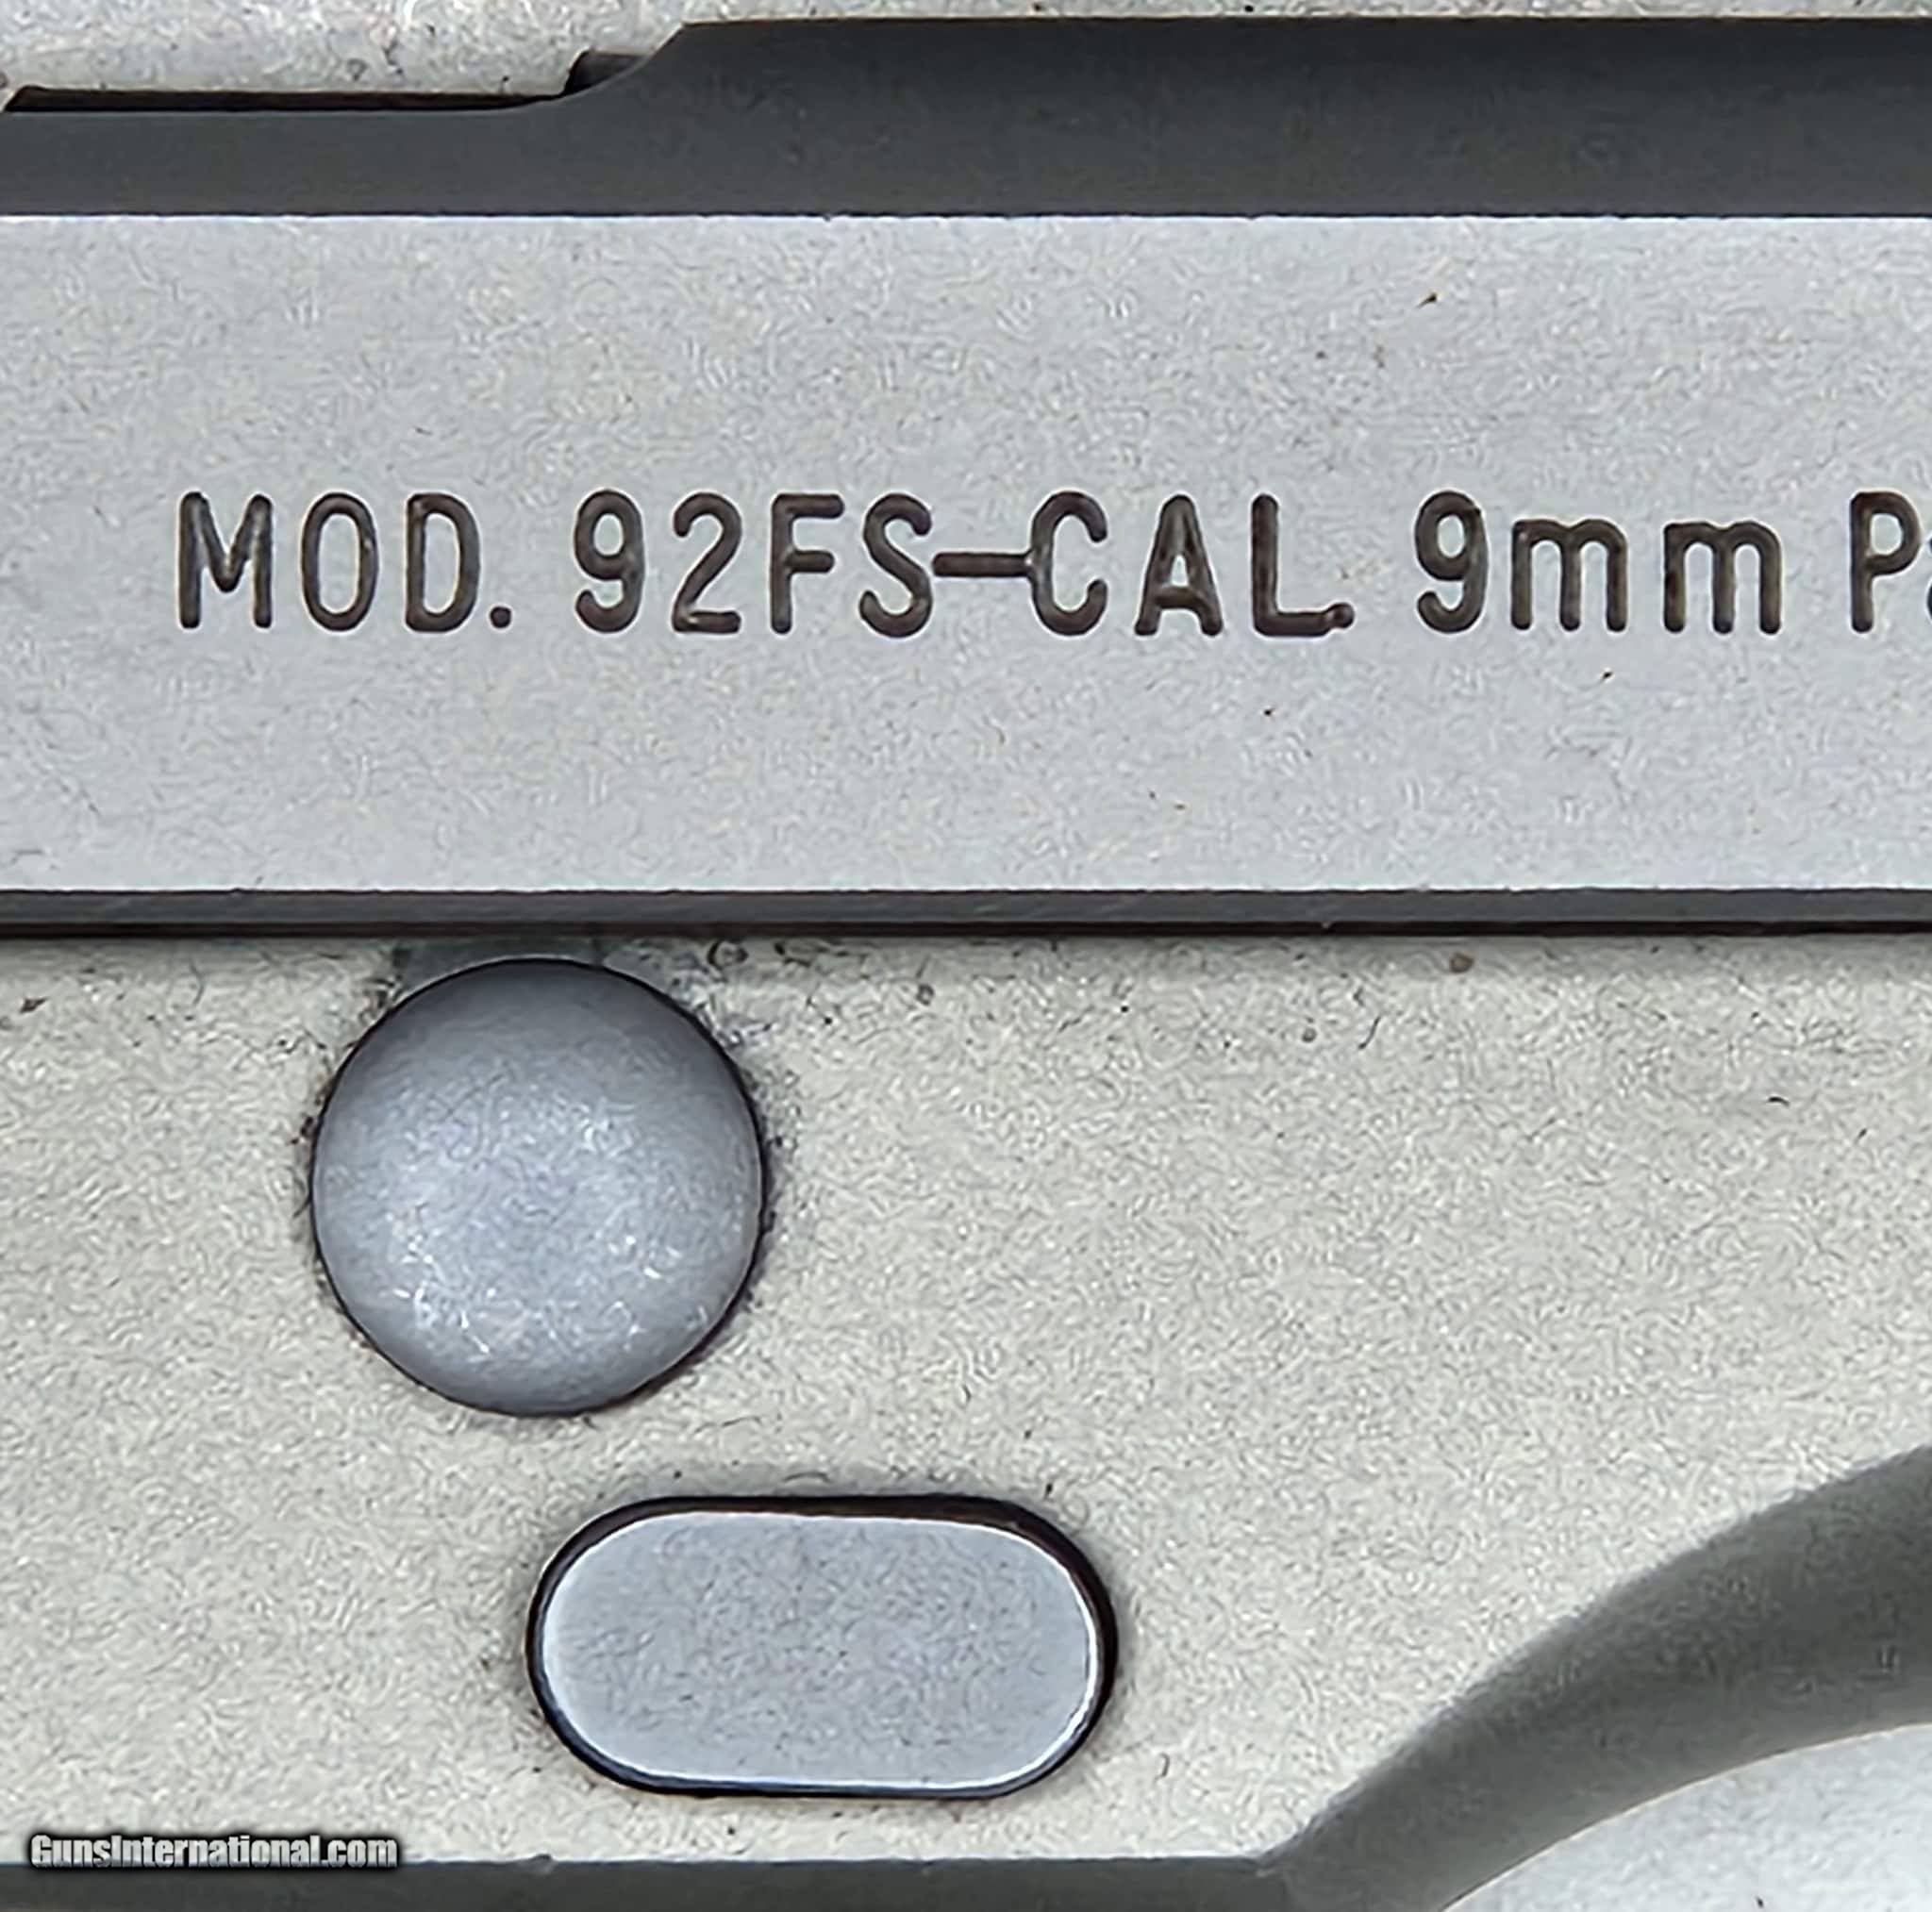 MOD. 92FS-CAL. 9mm
GunsInternational.com